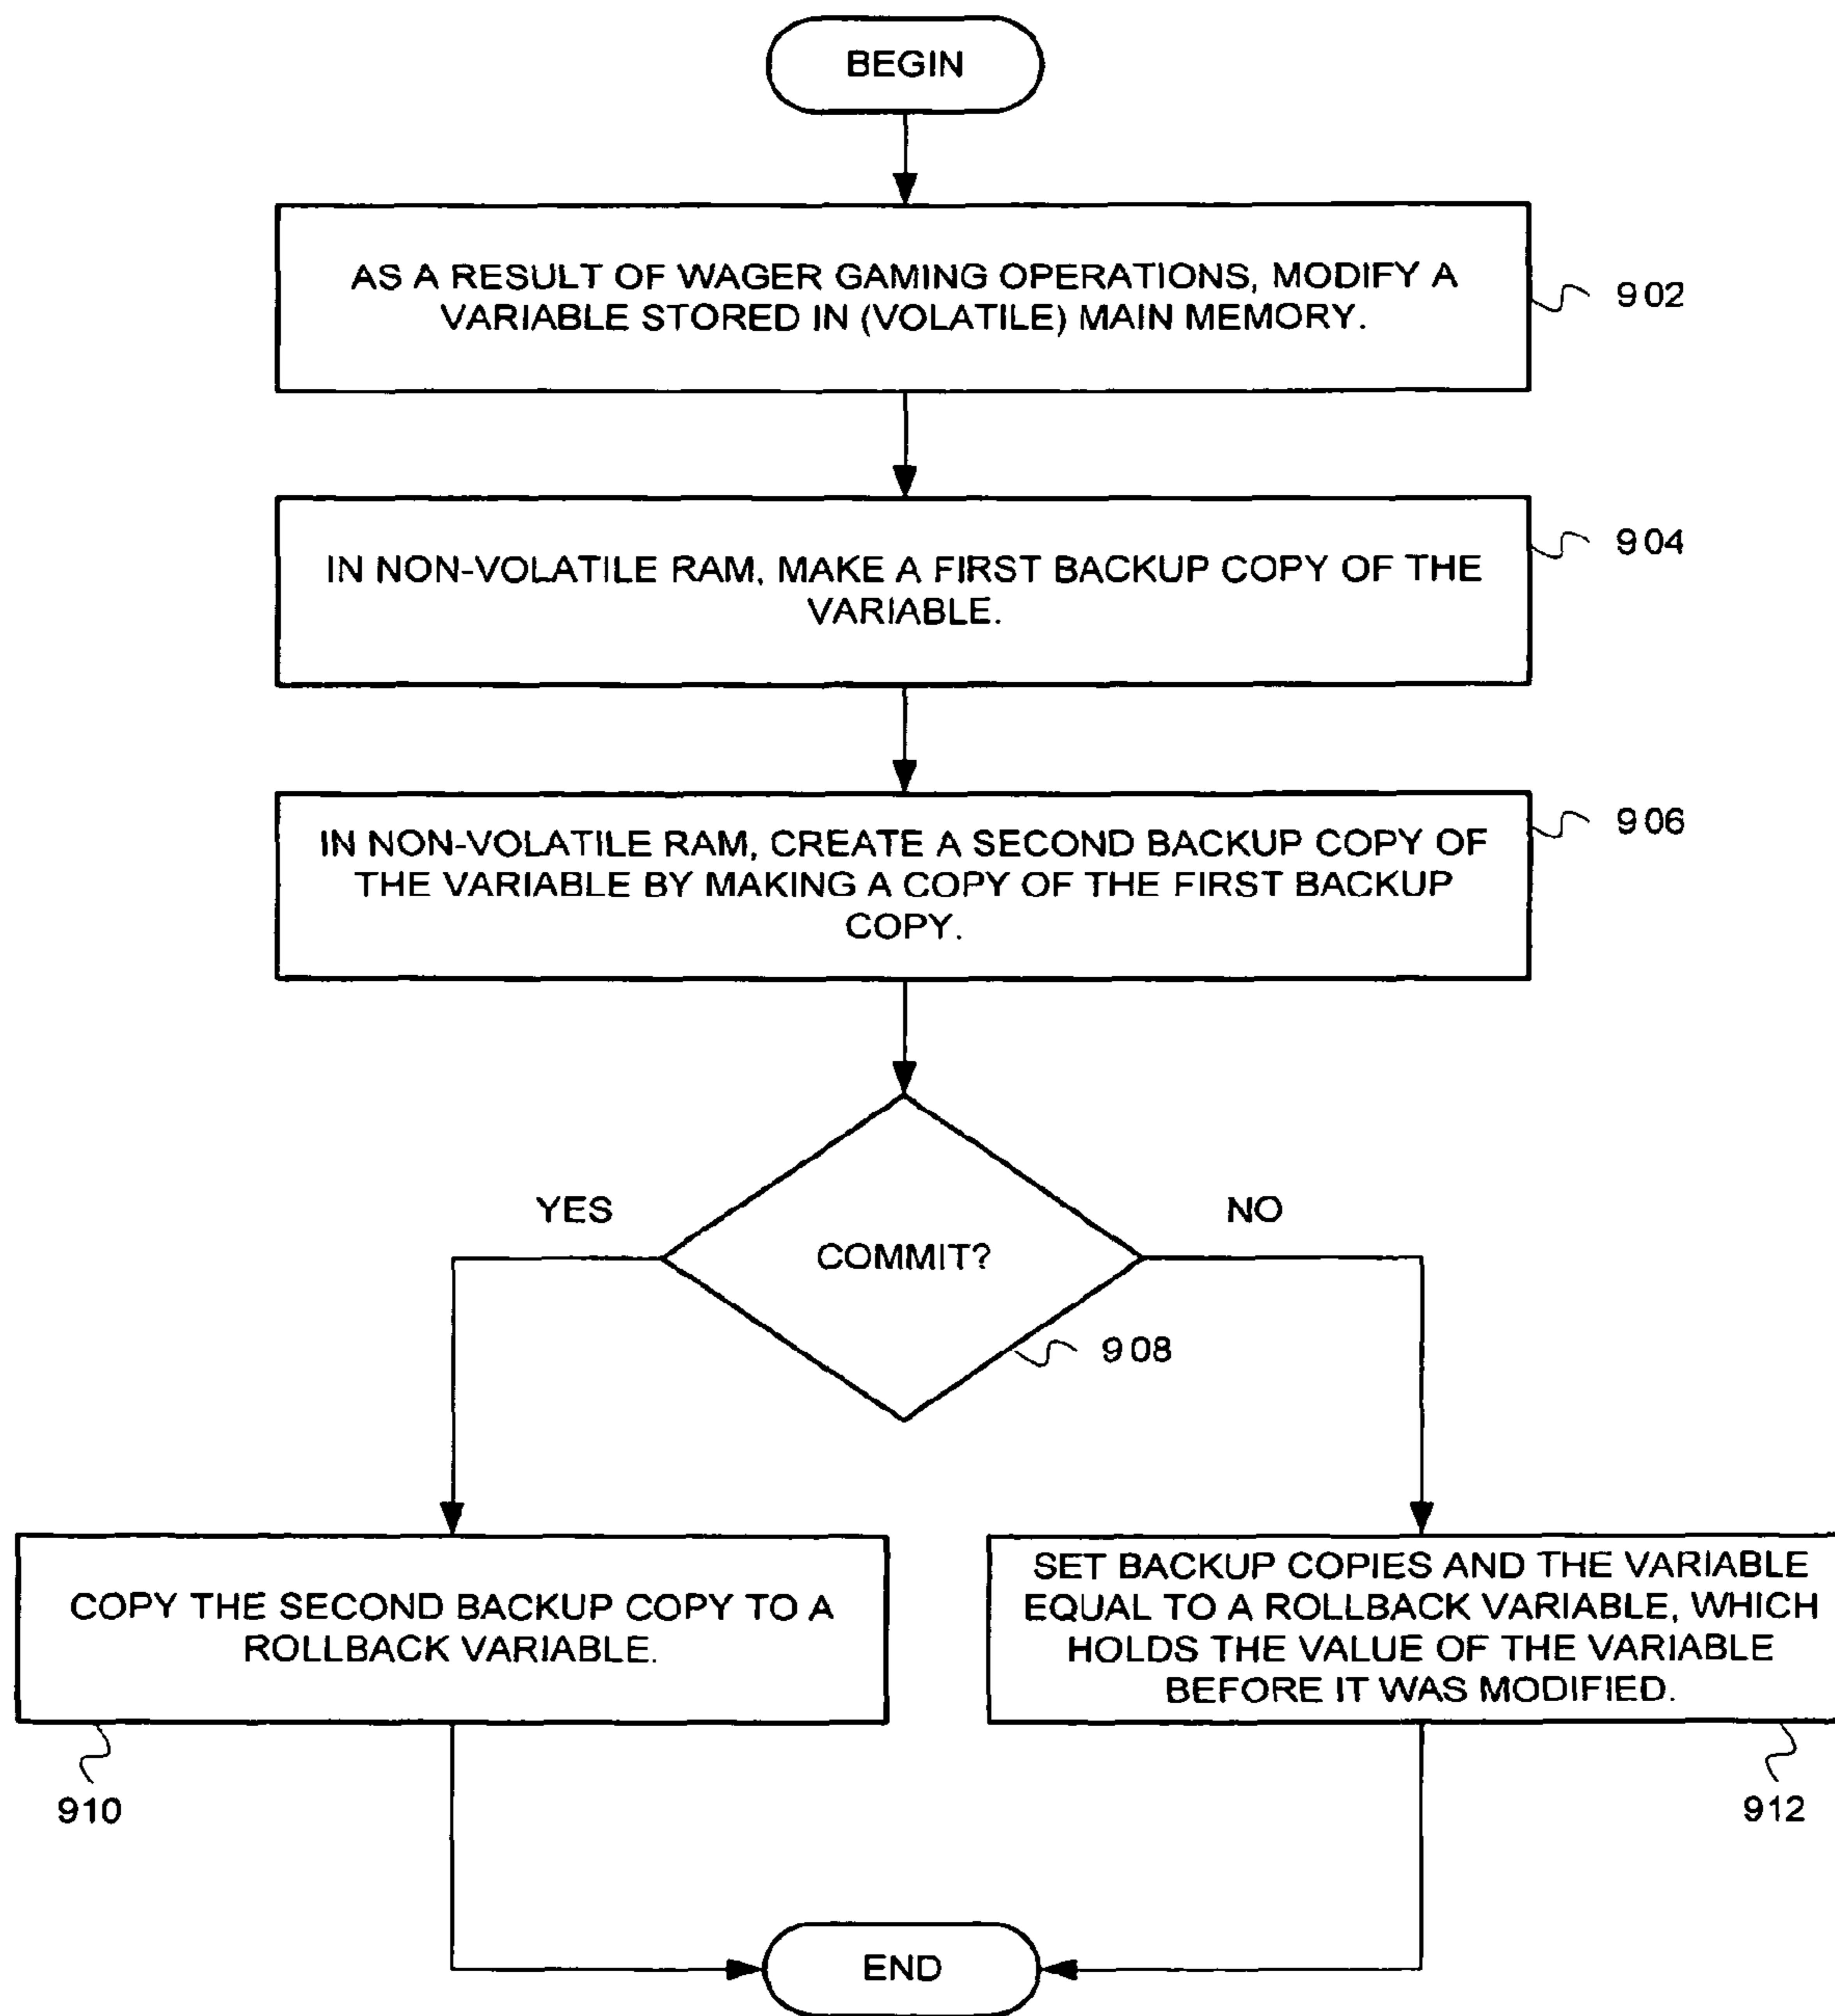 BEGIN
AS A RESULT OF WAGER GAMING OPERATIONS, MODIFY A
VARIABLE STORED IN (VOLATILE) MAIN MEMORY.
902
IN NON-VOLATILE RAM, MAKE A FIRST BACKUP COPY OF THE
VARIABLE.
904
IN NON-VOLATILE RAM, CREATE A SECOND BACKUP COPY OF
THE VARIABLE BY MAKING A COPY OF THE FIRST BACKUP
COPY.
906
YES
NO
COMMIT?
908
COPY THE SECOND BACKUP COPY TO A
ROLLBACK VARIABLE.
910
SET BACKUP COPIES AND THE VARIABLE
EQUAL TO A ROLLBACK VARIABLE, WHICH
HOLDS THE VALUE OF THE VARIABLE
BEFORE IT WAS MODIFIED.
912
END